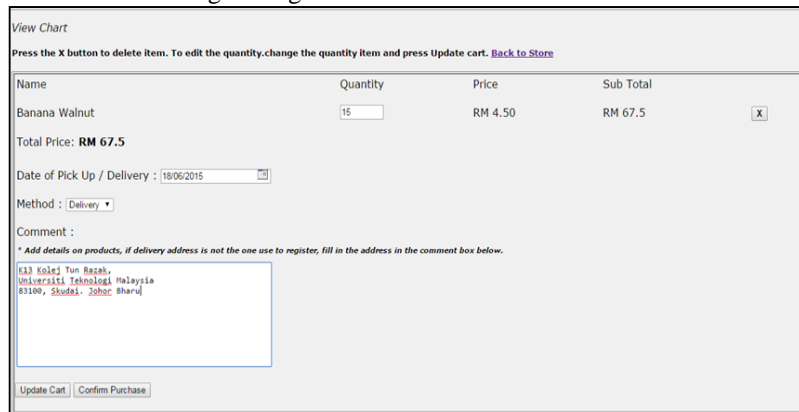 View Chart
Press the X button to delete item. To edit the quantity.change the quantity item and press Update cart. Back to Store
Name Quantity Price Sub Total
Banana Walnut 15 RM 4.50 RM 67.5 X
Total Price: RM 67.5
Date of Pick Up / Delivery : 18/06/2015
Method : Delivery
Comment :
* Add details on products, if delivery address is not the one use to register, fill in the address in the comment box below.
K13 Kolej Tun Razak,
Universiti Teknologi Malaysia
83100, Skudai. Johor Bharu
Update Cart Confirm Purchase